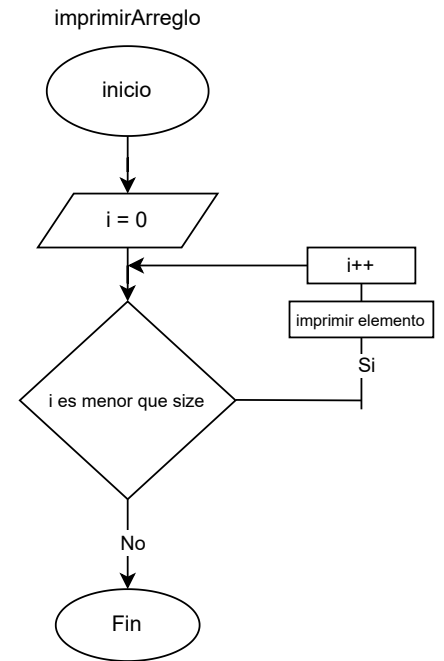 imprimirArreglo
inicio
i = 0
i++
imprimir elemento
Si
i es menor que size
No
Fin